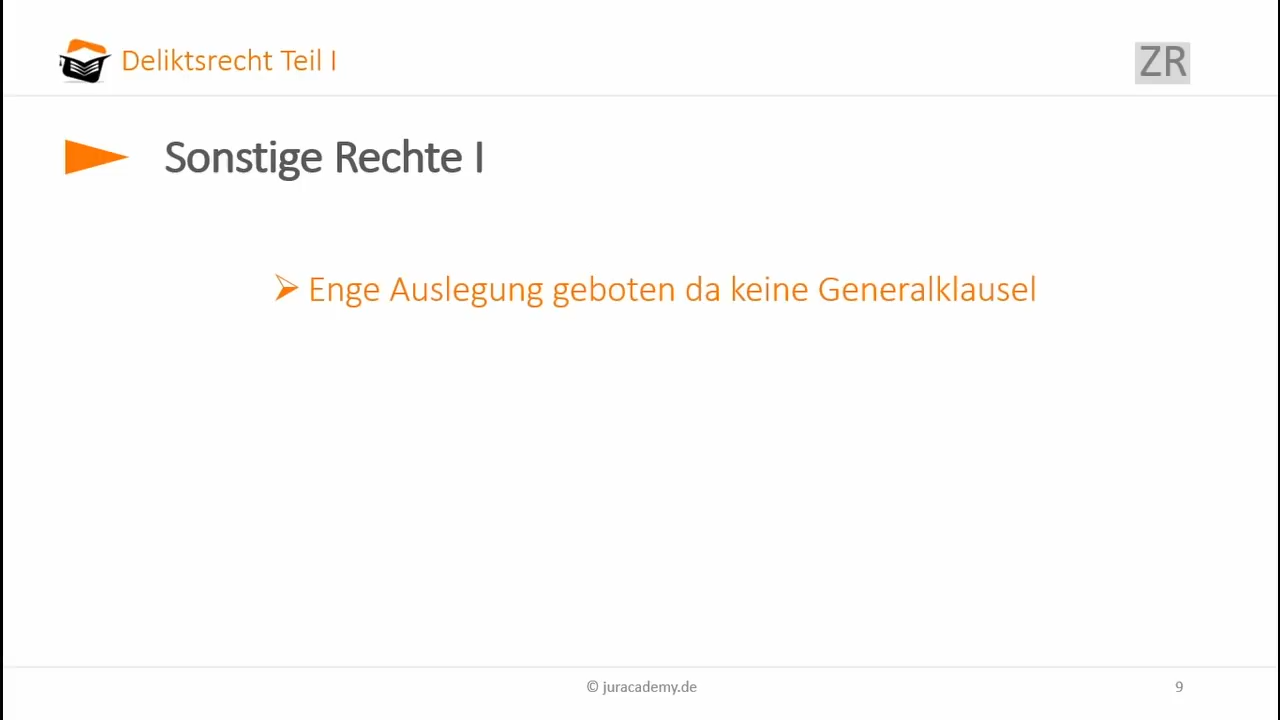 Deliktsrecht Teil I
ZR
Sonstige Rechte I
➢ Enge Auslegung geboten da keine Generalklausel
© juracademy.de
9